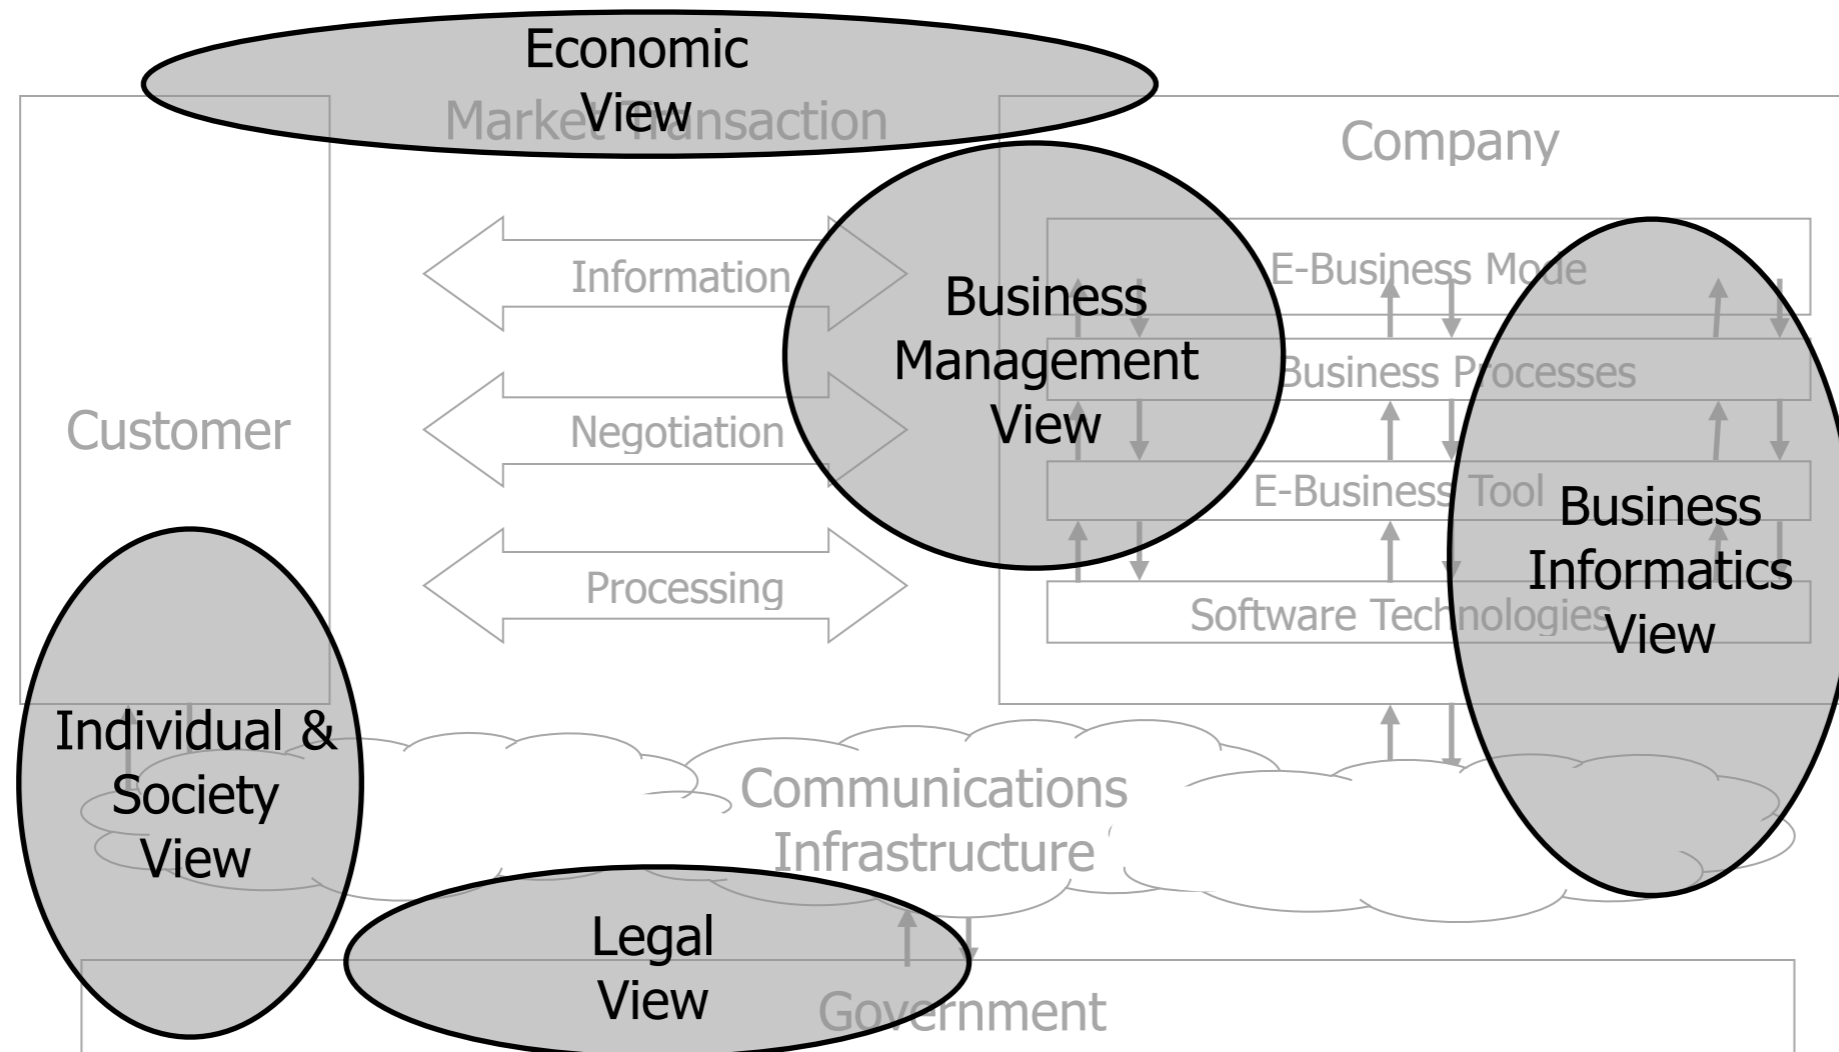 Economic
View
Market Transaction
Company
Information
E-Business Mode
Business
Management
View
Business Processes
Customer
Negotiation
E-Business Tool
Business
Informatics
View
Processing
Software Technologies
Individual &
Society
View
Communications
Infrastructure
Legal
View
Government